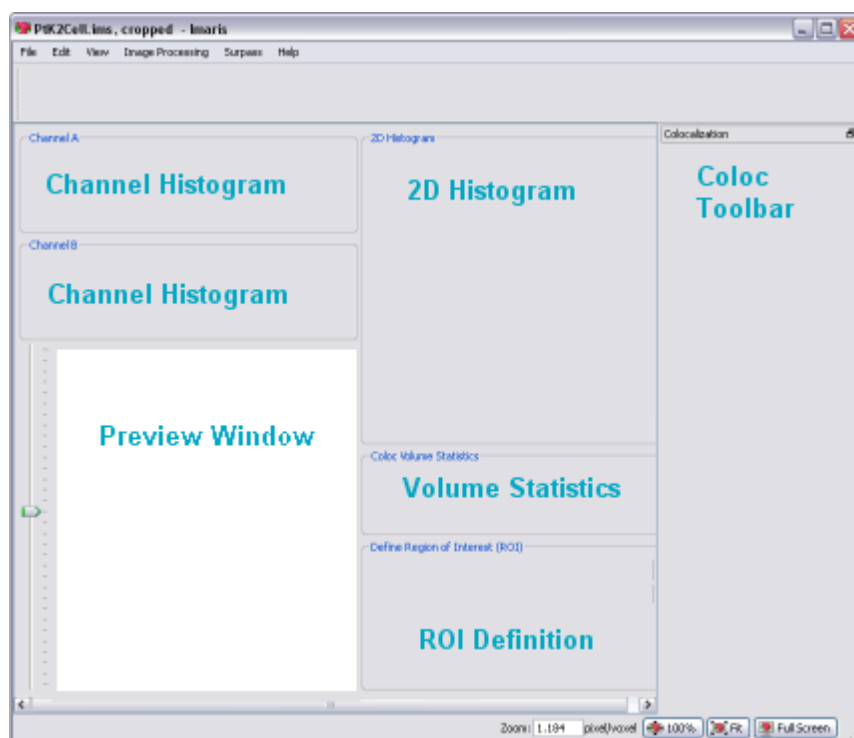 PtK2Cell.ims, cropped - Imaris
File Edit View Image Processing Surpass Help
Channel A
Channel Histogram
Channel B
Channel Histogram
Preview Window
2D Histogram
2D Histogram
Coloc Volume Statistics
Volume Statistics
Define Region of Interest (ROI)
ROI Definition
Colocalization
Coloc
Toolbar
Zoom: 1.184 pixel/voxel 100% Fit Full Screen